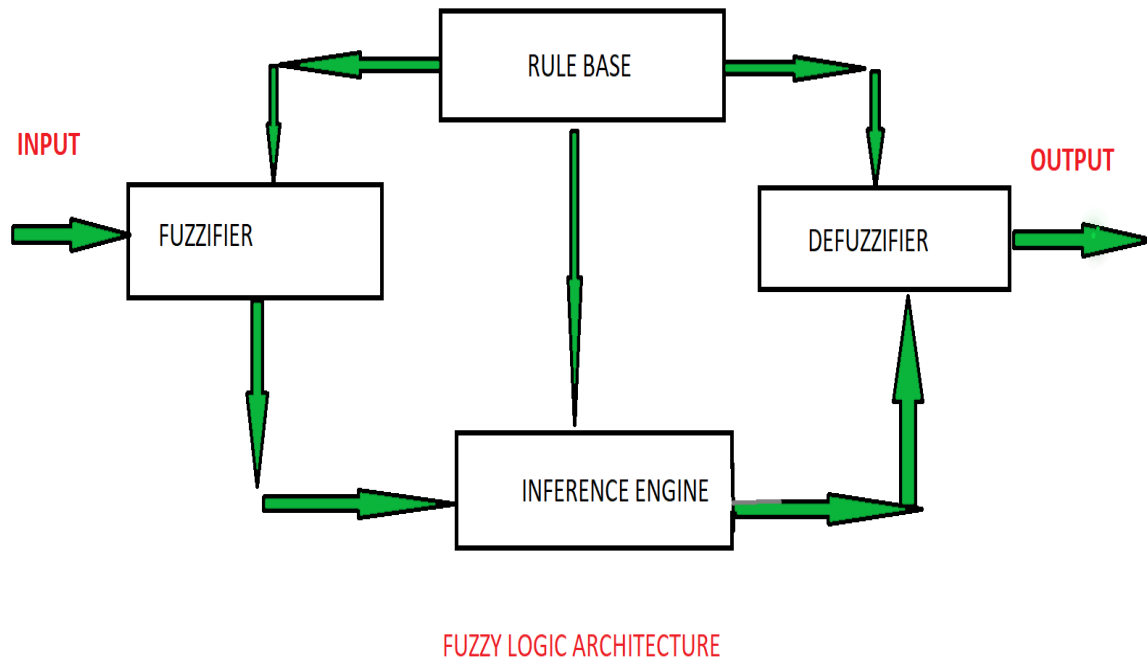 RULE BASE
INPUT
OUTPUT
FUZZIFIER
DEFUZZIFIER
INFERENCE ENGINE
FUZZY LOGIC ARCHITECTURE